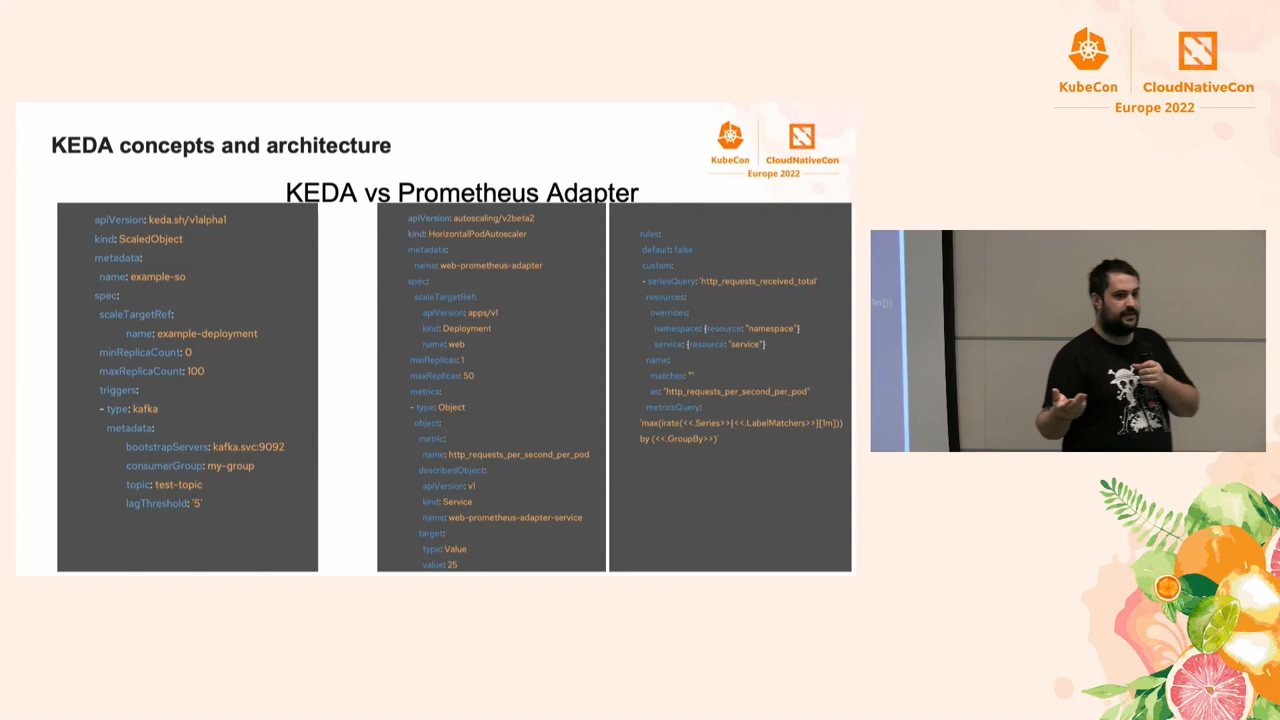 KubeCon
CloudNativeCon
Europe 2022
KEDA concepts and architecture
KubeCon
CloudNativeCon
Europe 2022
KEDA vs Prometheus Adapter
apiVersion: keda.sh/v1alpha1
kind: ScaledObject
metadata:
name: example-so
spec:
scaleTargetRef:
name: example-deployment
minReplicaCount: 0
maxReplicaCount: 100
triggers:
- type: kafka
metadata:
bootstrapServers: kafka.svc:9092
consumerGroup: my-group
topic: test-topic
lagThreshold: '5'
apiVersion: autoscaling/v2beta2
kind: HorizontalPodAutoscaler
metadata:
name: web-prometheus-adapter
spec:
scaleTargetRef:
apiVersion: apps/v1
kind: Deployment
name: web
minReplicas: 1
maxReplicas: 50
metrics:
- type: Object
object:
metric:
name: http_requests_per_second_per_pod
describedObject:
apiVersion: v1
kind: Service
name: web-prometheus-adapter-service
target:
type: Value
value: 25
rules:
default: false
custom:
- seriesQuery: 'http_requests_received_total'
resources:
overrides:
namespace: {resource: "namespace"}
service: {resource: "service"}
name:
matches:
as: "http_requests_per_second_per_pod"
metricsQuery:
'max(irate(<<.Series>>{<<.LabelMatchers>>}[1m]))
by (<<.GroupBy>>)'
1m]))